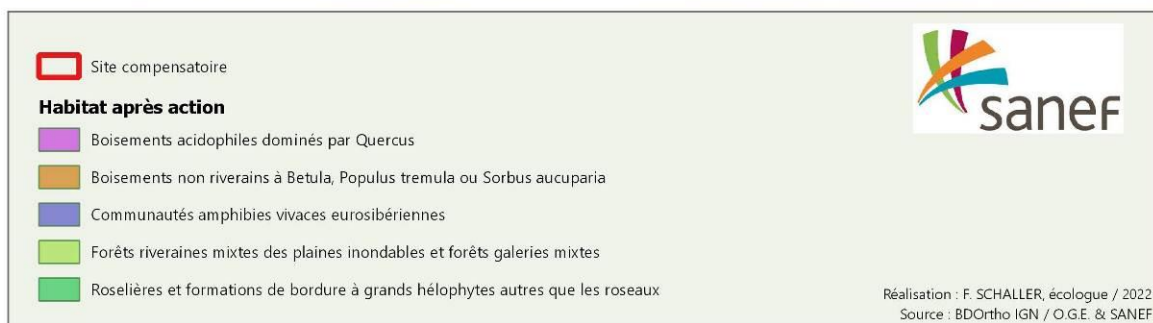 Site compensatoire
sanef
Habitat après action
Boisements acidophiles dominés par Quercus
Boisements non riverains à Betula, Populus tremula ou Sorbus aucuparia
Communautés amphibies vivaces eurosibériennes
Forêts riveraines mixtes des plaines inondables et forêts galeries mixtes
Roselières et formations de bordure à grands hélophytes autres que les roseaux
Réalisation : F. SCHALLER, écologue / 2022
Source : BDOrtho IGN / O.G.E. & SANEF